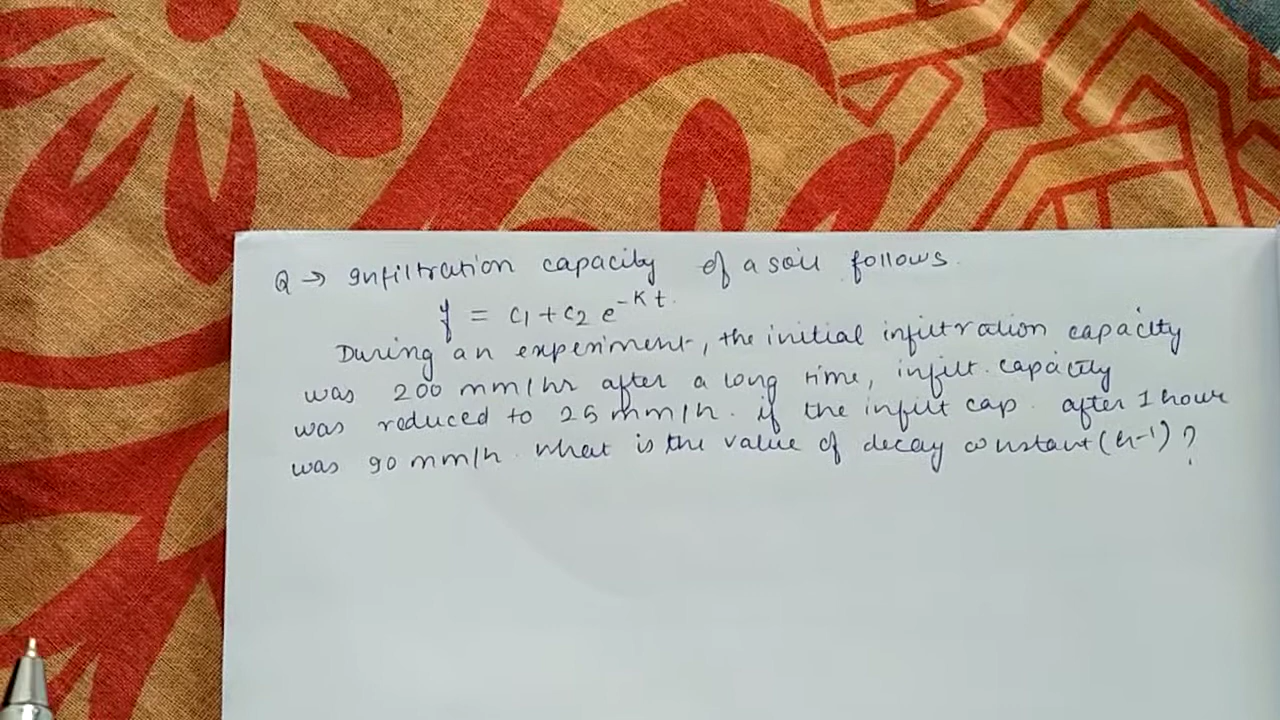 Q → Infiltration capacity of a soil follows.
f = c1 + c2 e^-Kt.
During an experiment, the initial infiltration capacity
was 200 mm/hr after a long time, infilt. capacity
was reduced to 25 mm/h. if the infilt cap. after 1 hour
was 90 mm/h. what is the value of decay constant (h-1) ?